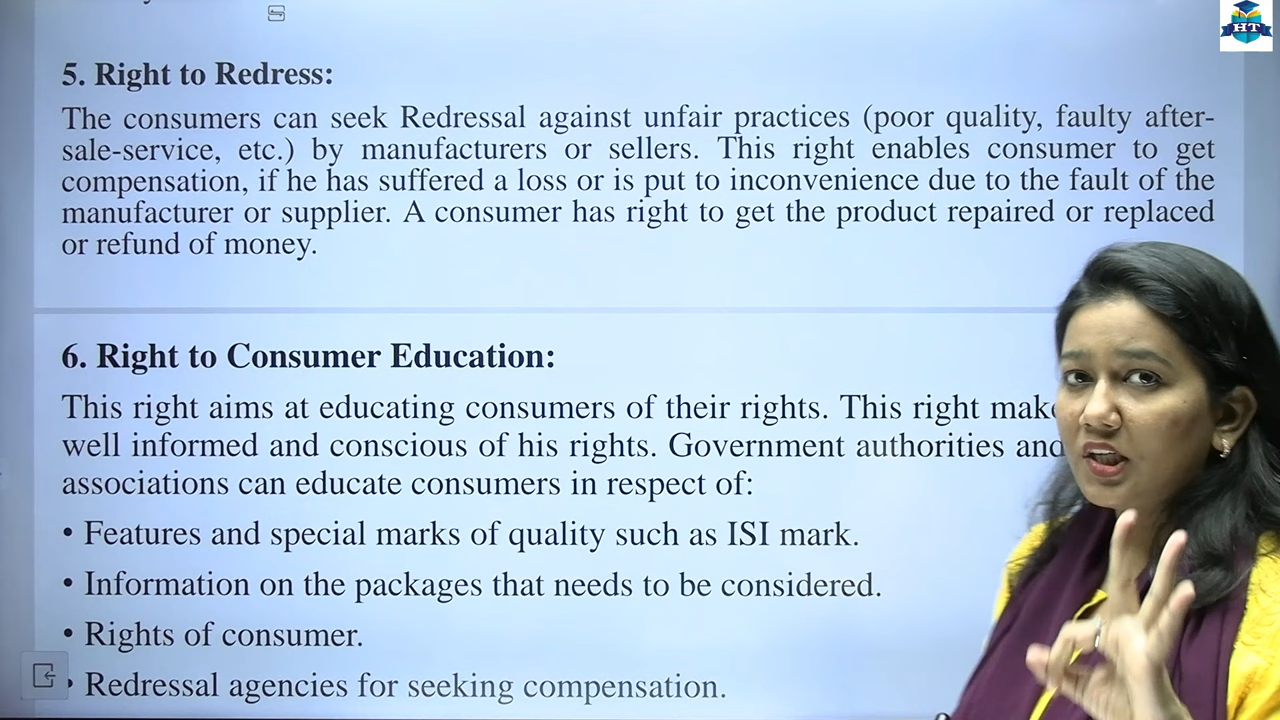 HT
5. Right to Redress:
The consumers can seek Redressal against unfair practices (poor quality, faulty after-
sale-service, etc.) by manufacturers or sellers. This right enables consumer to get
compensation, if he has suffered a loss or is put to inconvenience due to the fault of the
manufacturer or supplier. A consumer has right to get the product repaired or replaced
or refund of money.
6. Right to Consumer Education:
This right aims at educating consumers of their rights. This right
well informed and conscious of his rights. Government authorities and
associations can educate consumers in respect of:
• Features and special marks of quality such as ISI mark.
• Information on the packages that needs to be considered.
• Rights of consumer.
• Redressal agencies for seeking compensation.